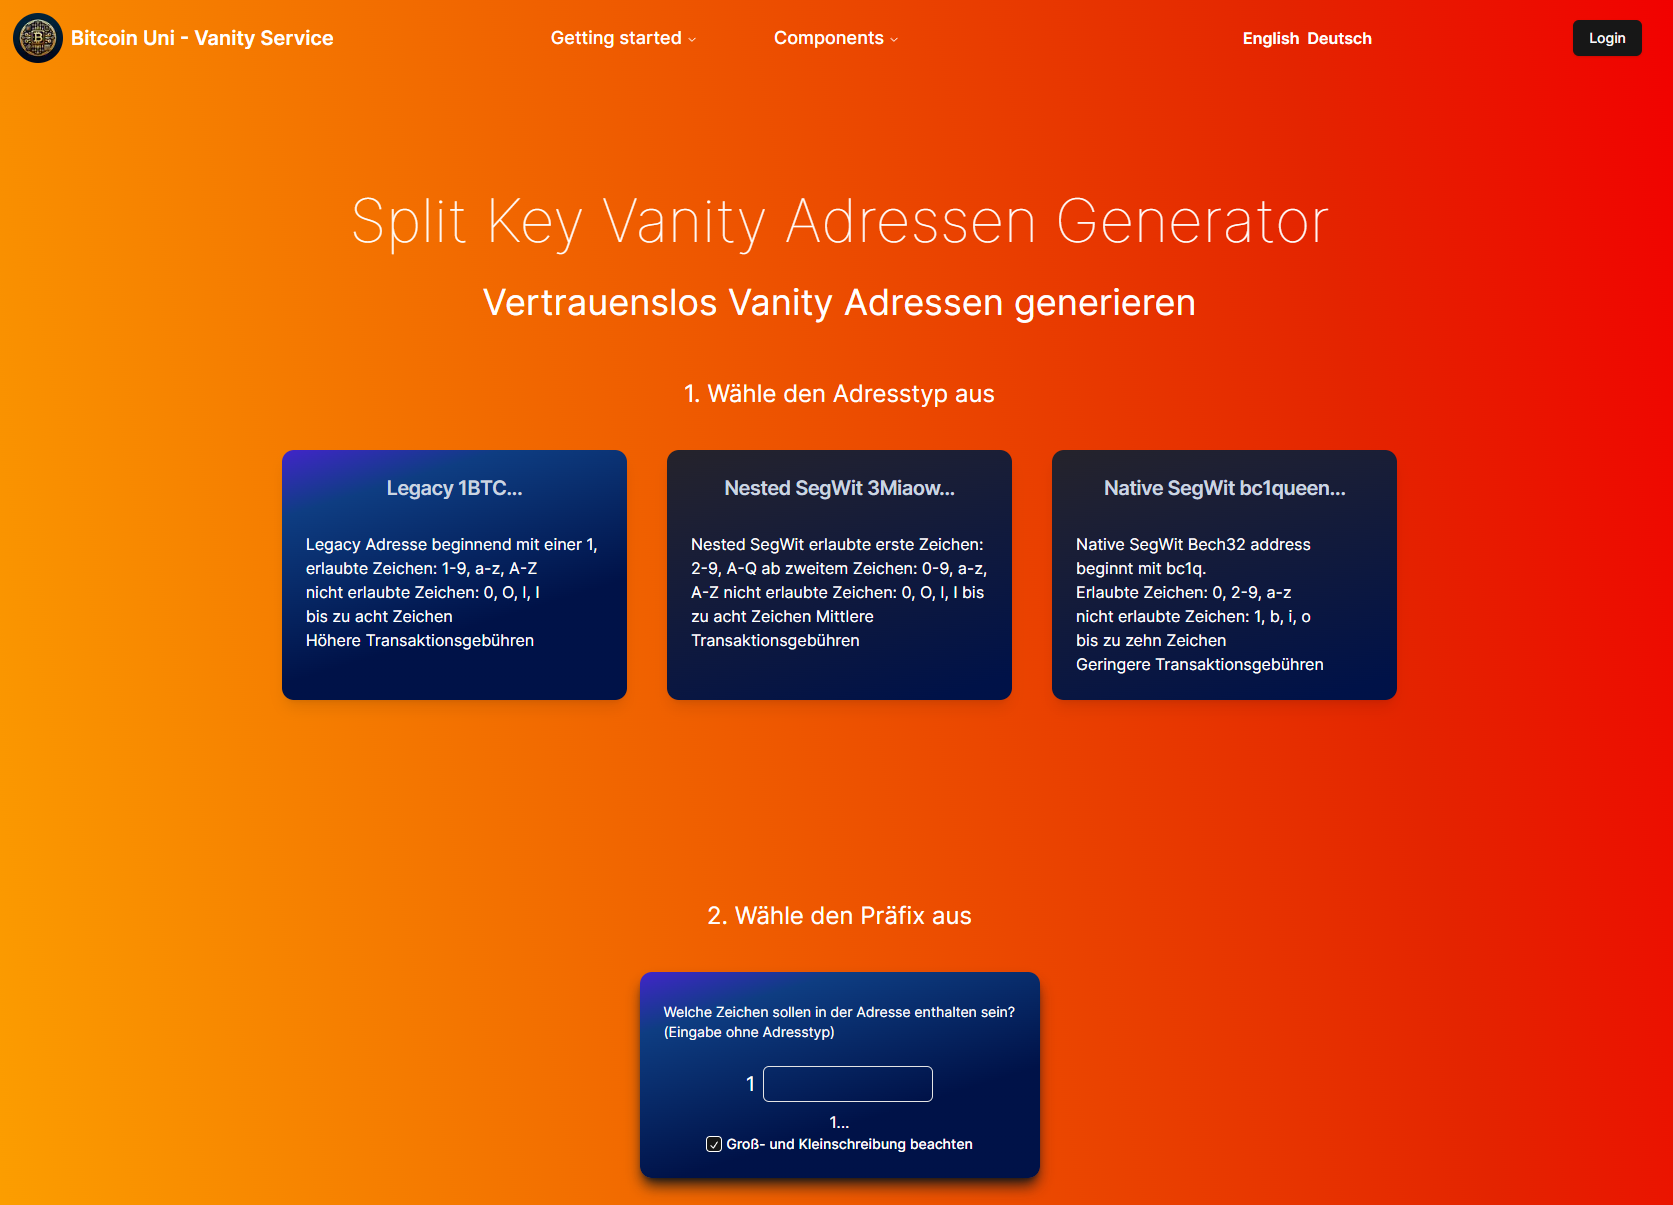 Bitcoin Uni - Vanity Service
Getting started
Components
English Deutsch
Login
Split Key Vanity Adressen Generator
Vertrauenslos Vanity Adressen generieren
1. Wähle den Adresstyp aus
Legacy 1BTC...
Legacy Adresse beginnend mit einer 1,
erlaubte Zeichen: 1-9, a-z, A-Z
nicht erlaubte Zeichen: 0, O, l, I
bis zu acht Zeichen
Höhere Transaktionsgebühren
Nested SegWit 3Miaow...
Nested SegWit erlaubte erste Zeichen:
2-9, A-Q ab zweitem Zeichen: 0-9, a-z,
A-Z nicht erlaubte Zeichen: 0, O, l, I bis
zu acht Zeichen Mittlere
Transaktionsgebühren
Native SegWit bc1queen...
Native SegWit Bech32 address
beginnt mit bc1q.
Erlaubte Zeichen: 0, 2-9, a-z
nicht erlaubte Zeichen: 1, b, i, o
bis zu zehn Zeichen
Geringere Transaktionsgebühren
2. Wähle den Präfix aus
Welche Zeichen sollen in der Adresse enthalten sein?
(Eingabe ohne Adresstyp)
1
1...
Groß- und Kleinschreibung beachten